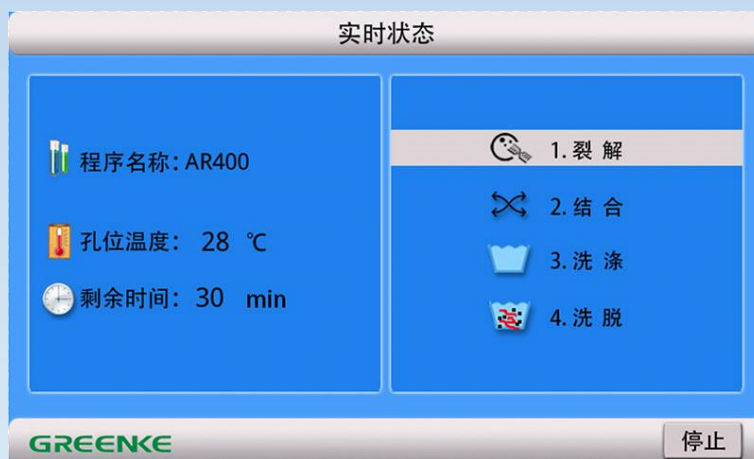 实时状态
程序名称：AR400
孔位温度： 28 ℃
剩余时间： 30 min
1. 裂 解
2. 结 合
3. 洗 涤
4. 洗 脱
GREENKE
停止